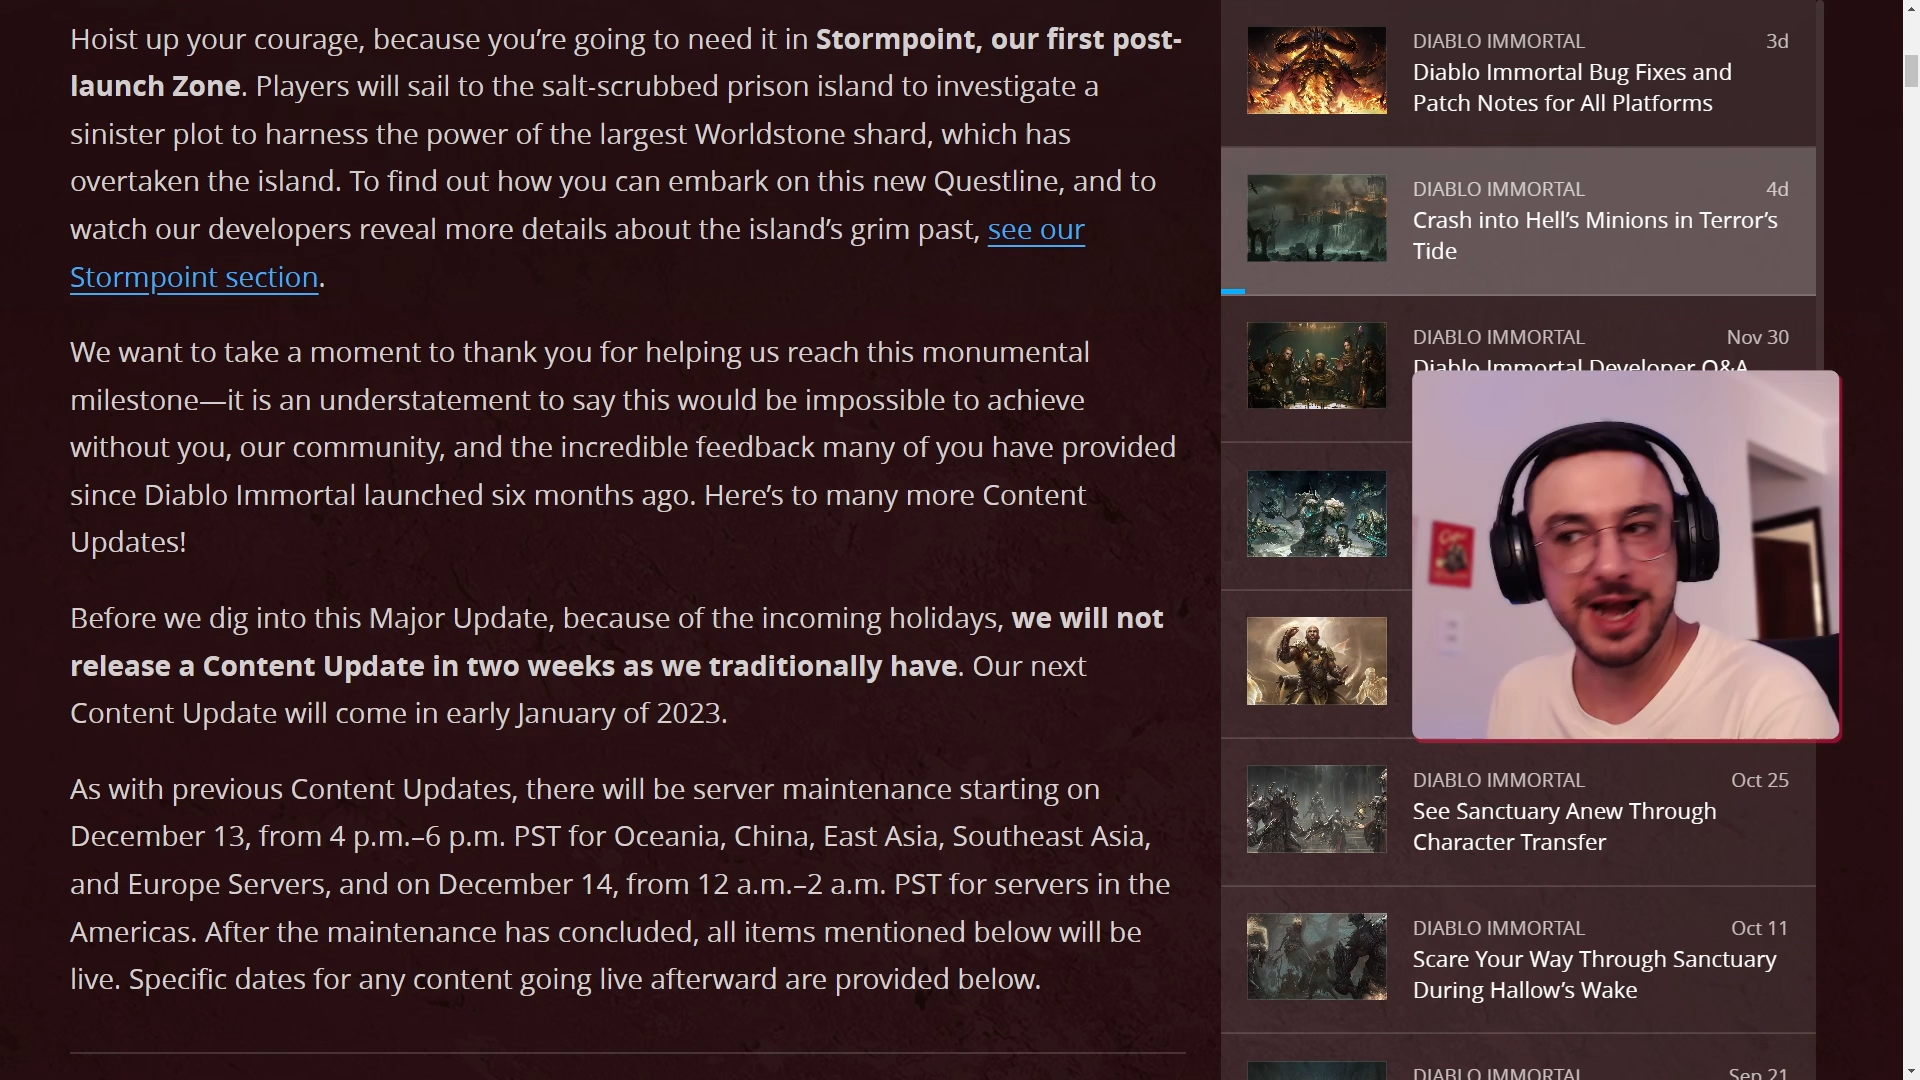 Hoist up your courage, because you’re going to need it in Stormpoint, our first post-
launch Zone. Players will sail to the salt-scrubbed prison island to investigate a
sinister plot to harness the power of the largest Worldstone shard, which has
overtaken the island. To find out how you can embark on this new Questline, and to
watch our developers reveal more details about the island’s grim past, see our
Stormpoint section.
We want to take a moment to thank you for helping us reach this monumental
milestone—it is an understatement to say this would be impossible to achieve
without you, our community, and the incredible feedback many of you have provided
since Diablo Immortal launched six months ago. Here’s to many more Content
Updates!
Before we dig into this Major Update, because of the incoming holidays, we will not
release a Content Update in two weeks as we traditionally have. Our next
Content Update will come in early January of 2023.
As with previous Content Updates, there will be server maintenance starting on
December 13, from 4 p.m.–6 p.m. PST for Oceania, China, East Asia, Southeast Asia,
and Europe Servers, and on December 14, from 12 a.m.–2 a.m. PST for servers in the
Americas. After the maintenance has concluded, all items mentioned below will be
live. Specific dates for any content going live afterward are provided below.
DIABLO IMMORTAL 3d
Diablo Immortal Bug Fixes and
Patch Notes for All Platforms
DIABLO IMMORTAL 4d
Crash into Hell’s Minions in Terror’s
Tide
DIABLO IMMORTAL Nov 30
Diablo Immortal Developer Q&A
DIABLO IMMORTAL Oct 25
See Sanctuary Anew Through
Character Transfer
DIABLO IMMORTAL Oct 11
Scare Your Way Through Sanctuary
During Hallow’s Wake
DIABLO IMMORTAL Sep 21